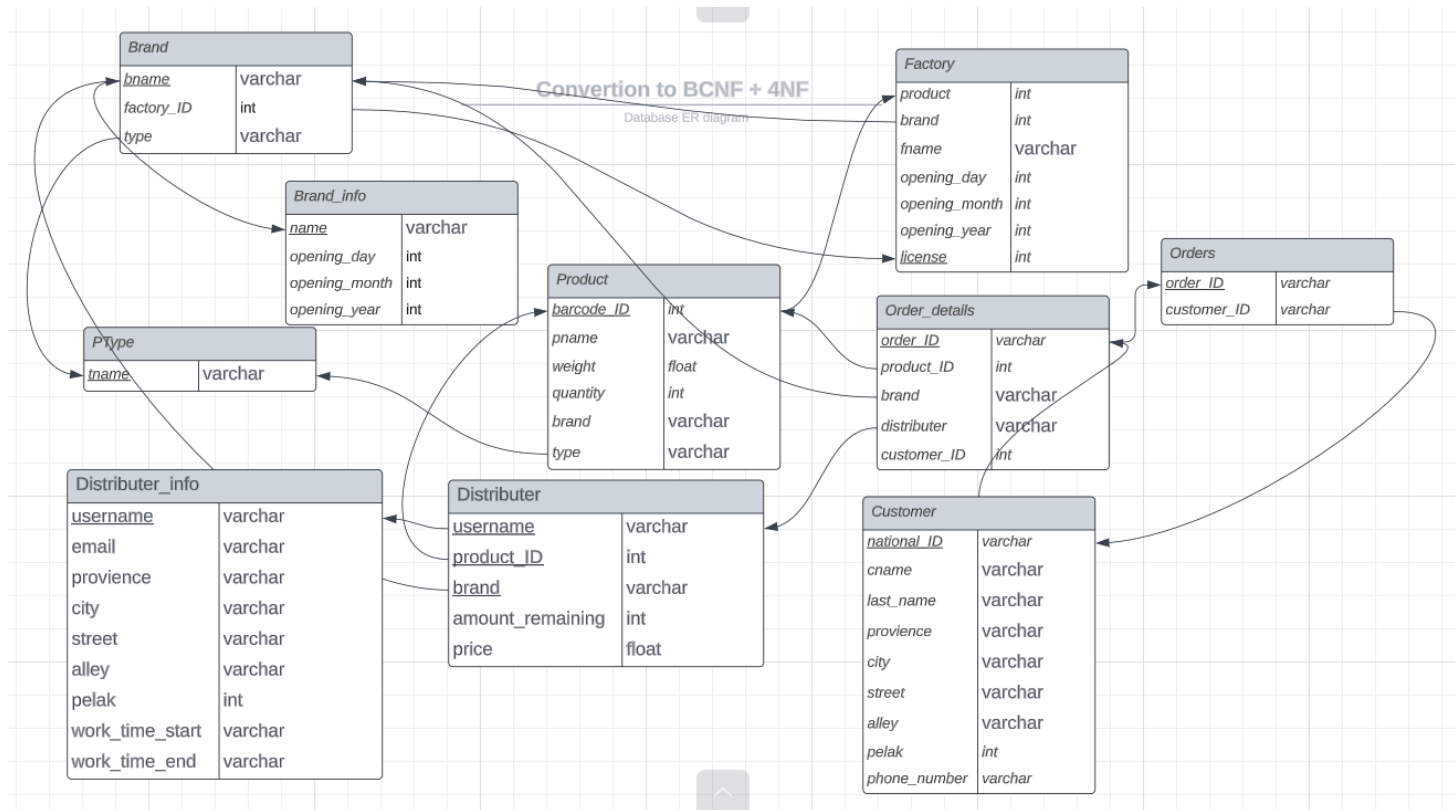 Convertion to BCNF + 4NF
Database ER diagram
Brand
bname varchar
factory_ID int
type varchar
Brand_info
name varchar
opening_day int
opening_month int
opening_year int
PType
tname varchar
Product
barcode_ID int
pname varchar
weight float
quantity int
brand varchar
type varchar
Factory
product int
brand int
fname varchar
opening_day int
opening_month int
opening_year int
license int
Orders
order_ID varchar
customer_ID varchar
Order_details
order_ID varchar
product_ID int
brand varchar
distributer varchar
customer_ID int
Distributer_info
username varchar
email varchar
provience varchar
city varchar
street varchar
alley varchar
pelak int
work_time_start varchar
work_time_end varchar
Distributer
username varchar
product_ID int
brand varchar
amount_remaining int
price float
Customer
national_ID varchar
cname varchar
last_name varchar
provience varchar
city varchar
street varchar
alley varchar
pelak int
phone_number varchar